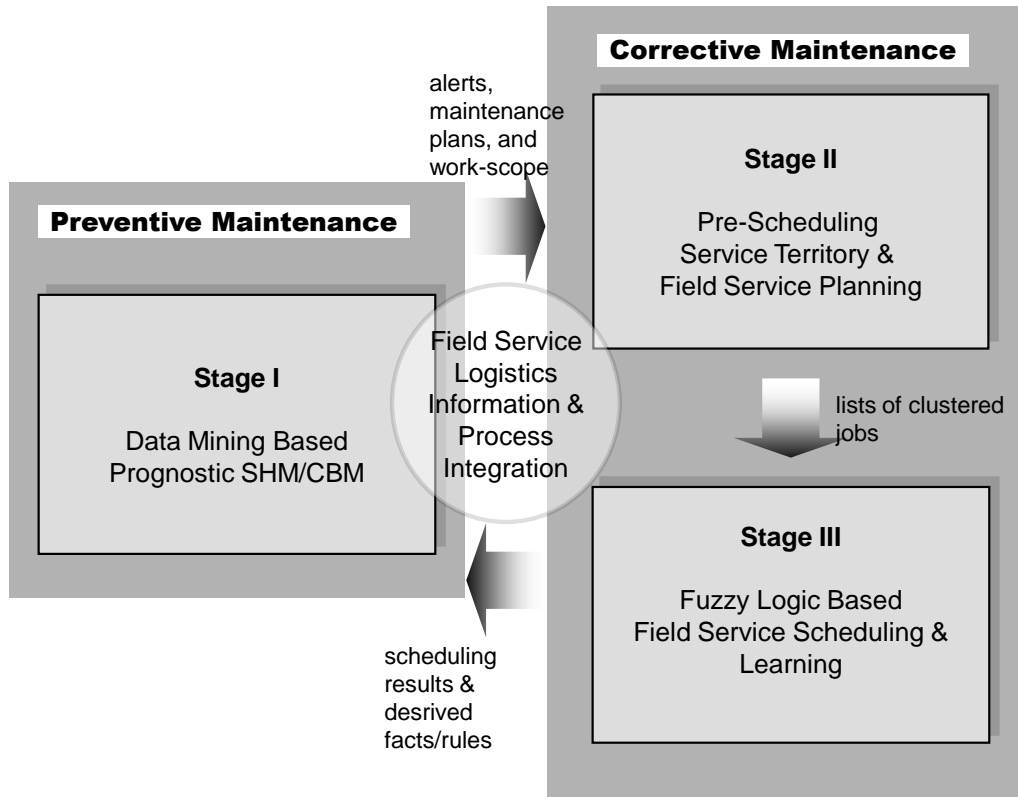 Corrective Maintenance
alerts,
maintenance
plans, and
work-scope
Stage II
Pre-Scheduling
Service Territory &
Field Service Planning
Preventive Maintenance
Stage I
Data Mining Based
Prognostic SHM/CBM
Field Service
Logistics
Information &
Process
Integration
lists of clustered
jobs
Stage III
Fuzzy Logic Based
Field Service Scheduling &
Learning
scheduling
results &
desrived
facts/rules